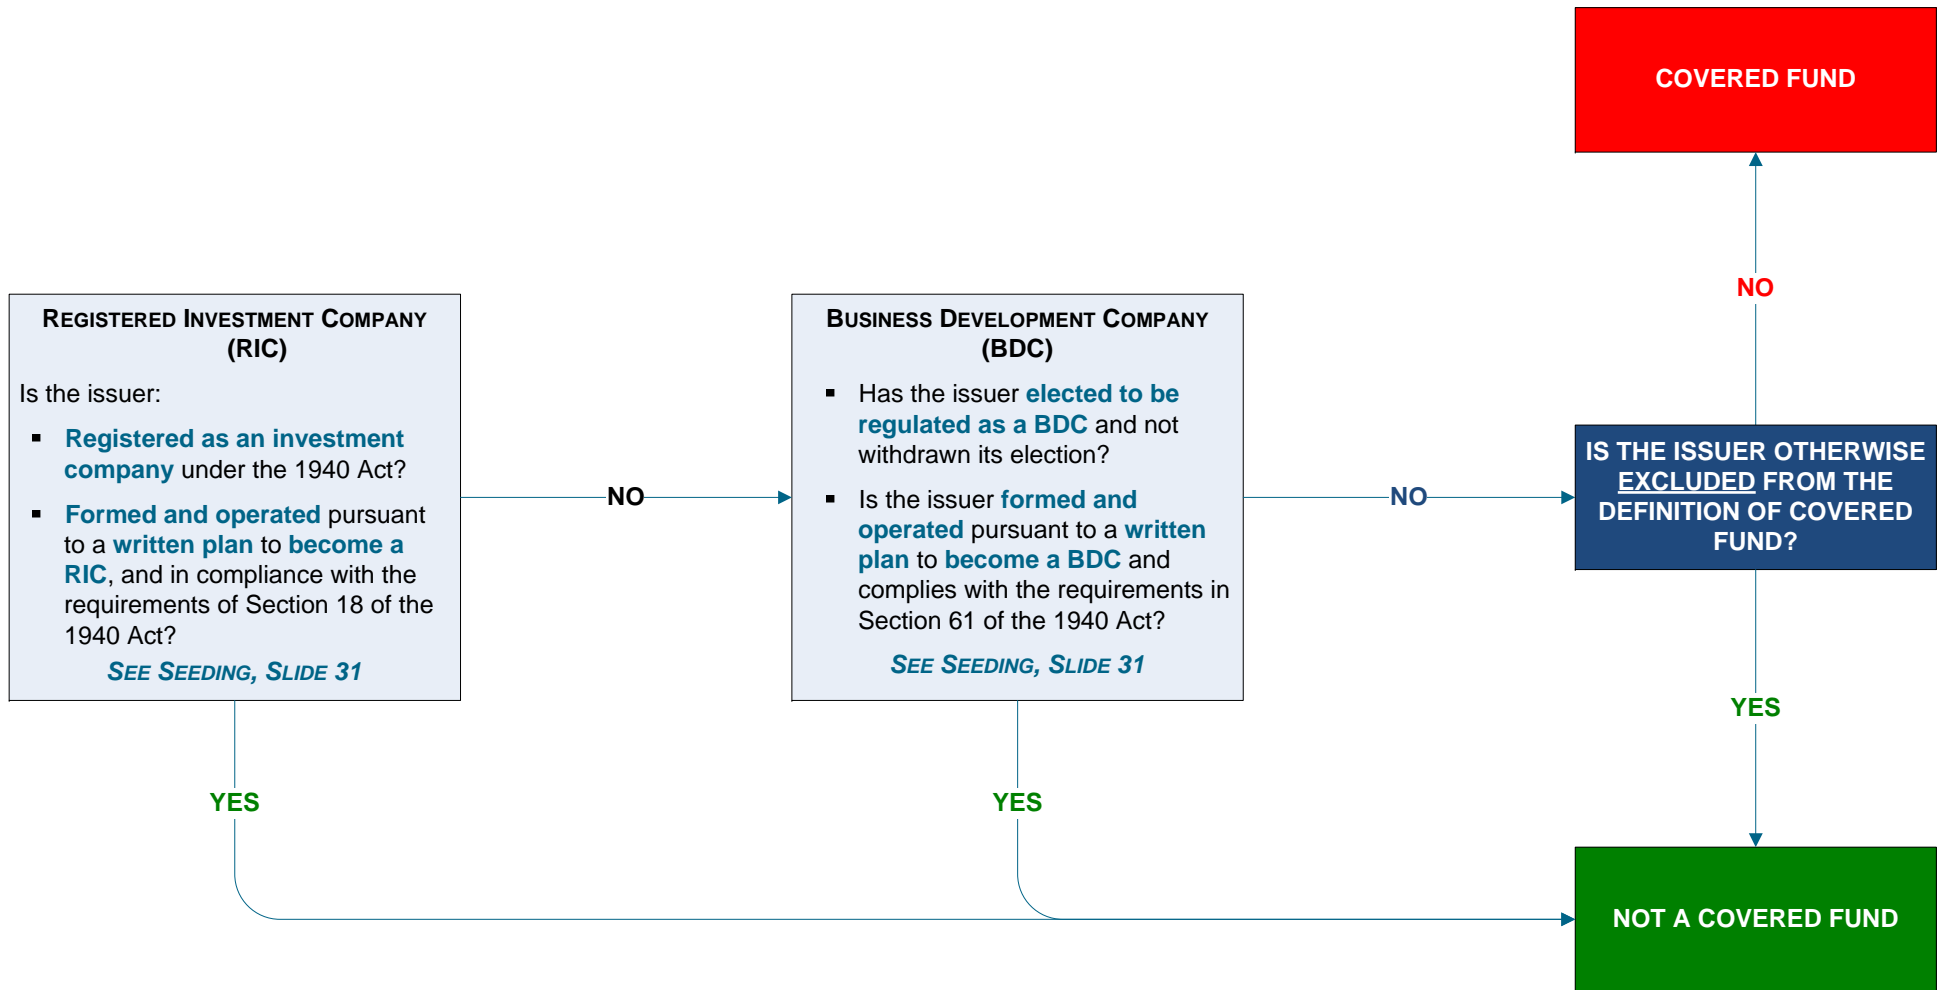 COVERED FUND
NO
REGISTERED INVESTMENT COMPANY
(RIC)
Is the issuer:
▪ Registered as an investment
company under the 1940 Act?
▪ Formed and operated pursuant
to a written plan to become a
RIC, and in compliance with the
requirements of Section 18 of the
1940 Act?
SEE SEEDING, SLIDE 31
NO
BUSINESS DEVELOPMENT COMPANY
(BDC)
▪ Has the issuer elected to be
regulated as a BDC and not
withdrawn its election?
▪ Is the issuer formed and
operated pursuant to a written
plan to become a BDC and
complies with the requirements in
Section 61 of the 1940 Act?
SEE SEEDING, SLIDE 31
NO
IS THE ISSUER OTHERWISE
EXCLUDED FROM THE
DEFINITION OF COVERED
FUND?
YES
YES
YES
NOT A COVERED FUND